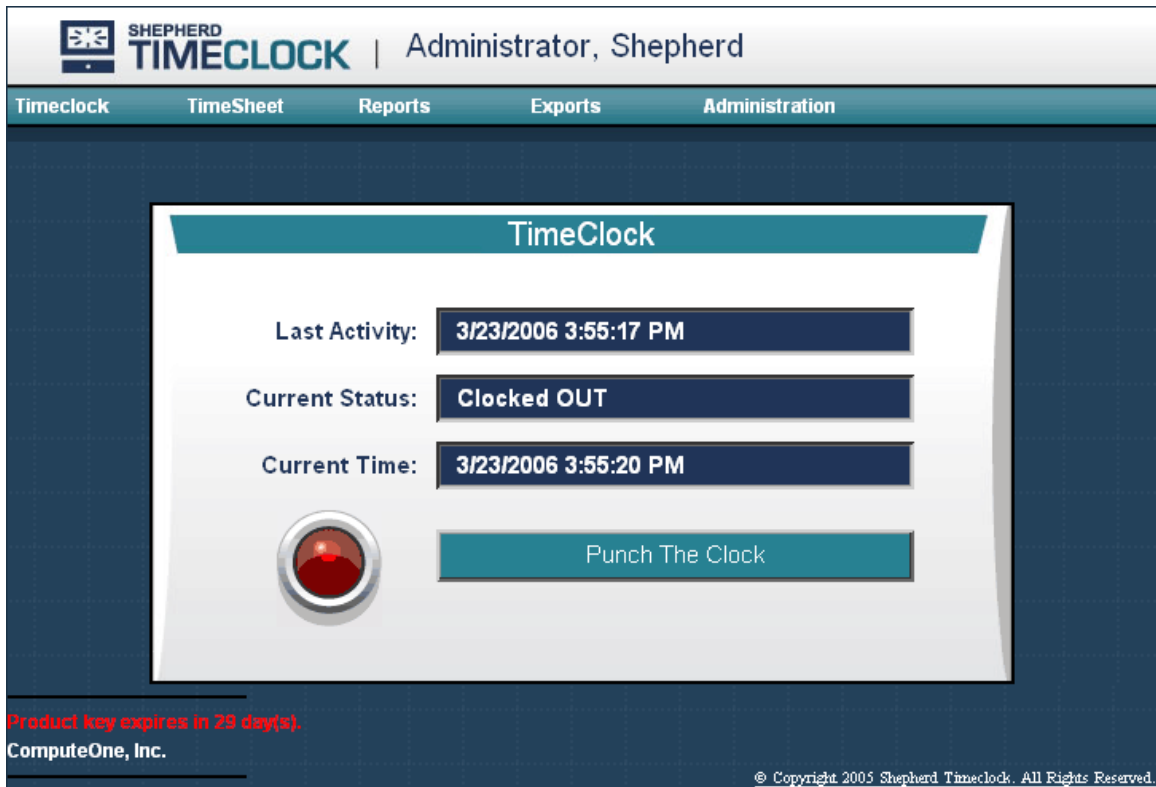 SHEPHERD
TIMECLOCK | Administrator, Shepherd
Timeclock TimeSheet Reports Exports Administration
TimeClock
Last Activity: 3/23/2006 3:55:17 PM
Current Status: Clocked OUT
Current Time: 3/23/2006 3:55:20 PM
Punch The Clock
Product key expires in 29 day(s).
ComputeOne, Inc.
© Copyright 2005 Shepherd Timeclock. All Rights Reserved.